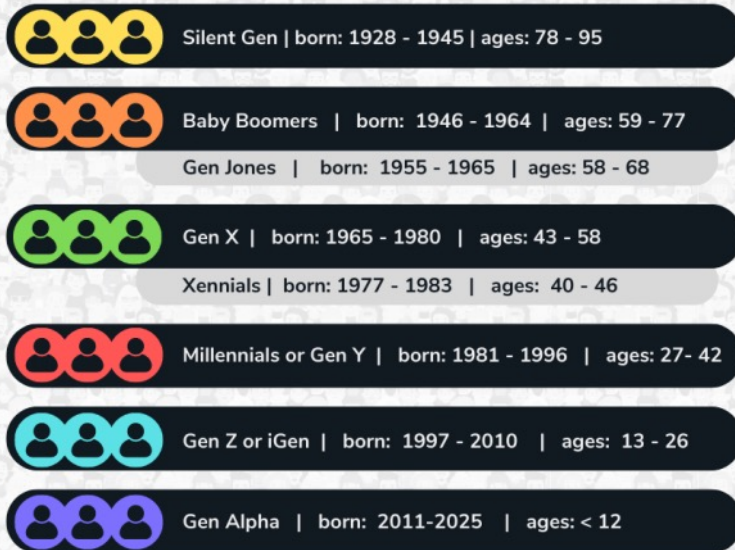 Silent Gen | born: 1928 - 1945 | ages: 78 - 95
Baby Boomers | born: 1946 - 1964 | ages: 59 - 77
Gen Jones | born: 1955 - 1965 | ages: 58 - 68
Gen X | born: 1965 - 1980 | ages: 43 - 58
Xennials | born: 1977 - 1983 | ages: 40 - 46
Millennials or Gen Y | born: 1981 - 1996 | ages: 27- 42
Gen Z or iGen | born: 1997 - 2010 | ages: 13 - 26
Gen Alpha | born: 2011-2025 | ages: < 12